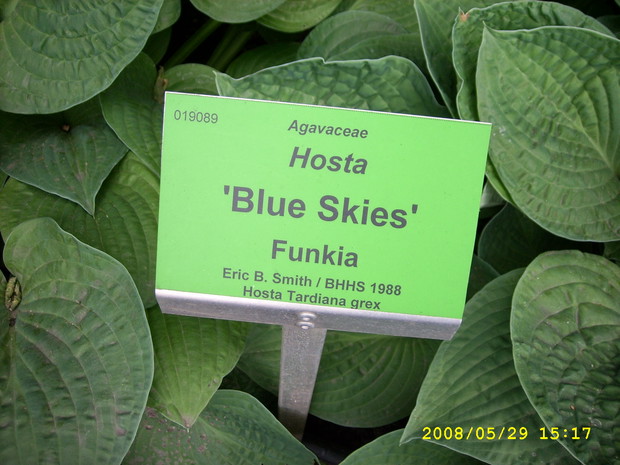 019089
Agavaceae
Hosta
'Blue Skies'
Funkia
Eric B. Smith / BHHS 1988
Hosta Tardiana grex
2008/05/29 15:17